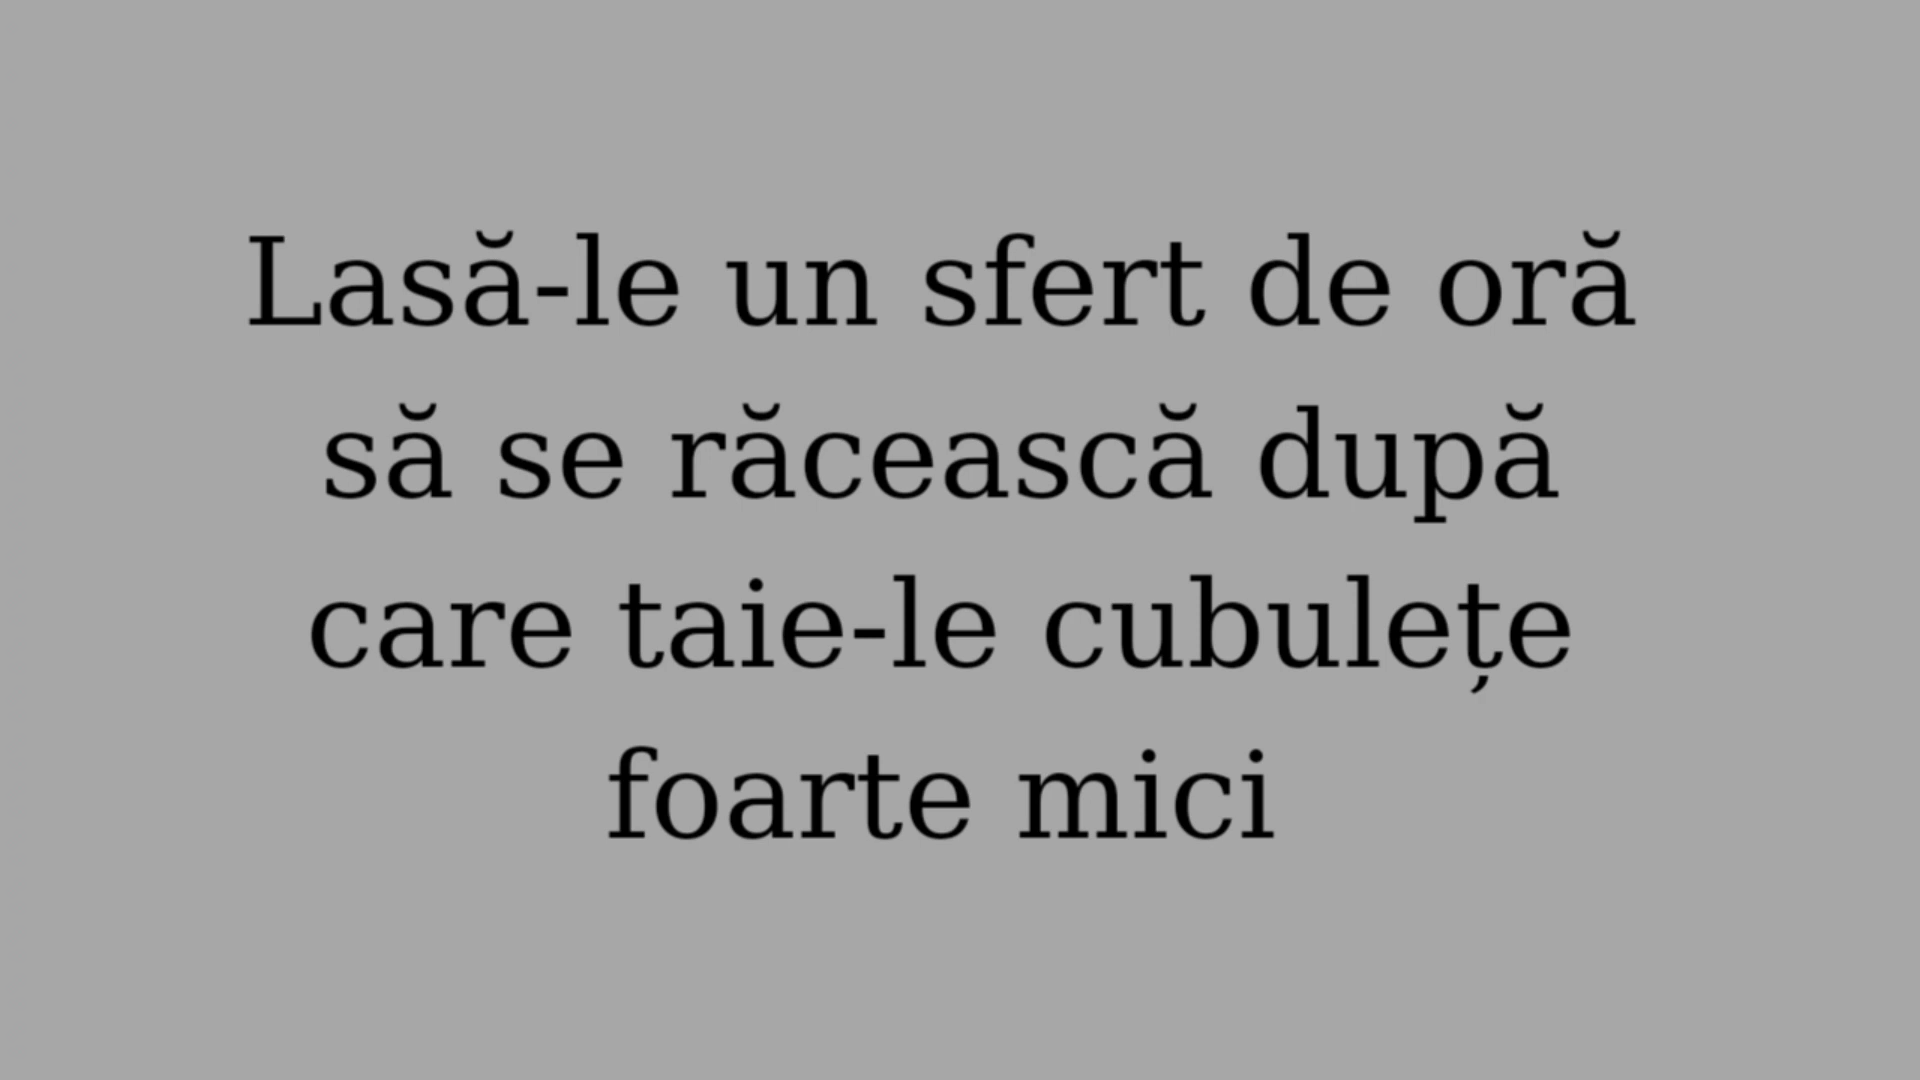 Lasă-le un sfert de oră
să se răcească după
care taie-le cubulețe
foarte mici